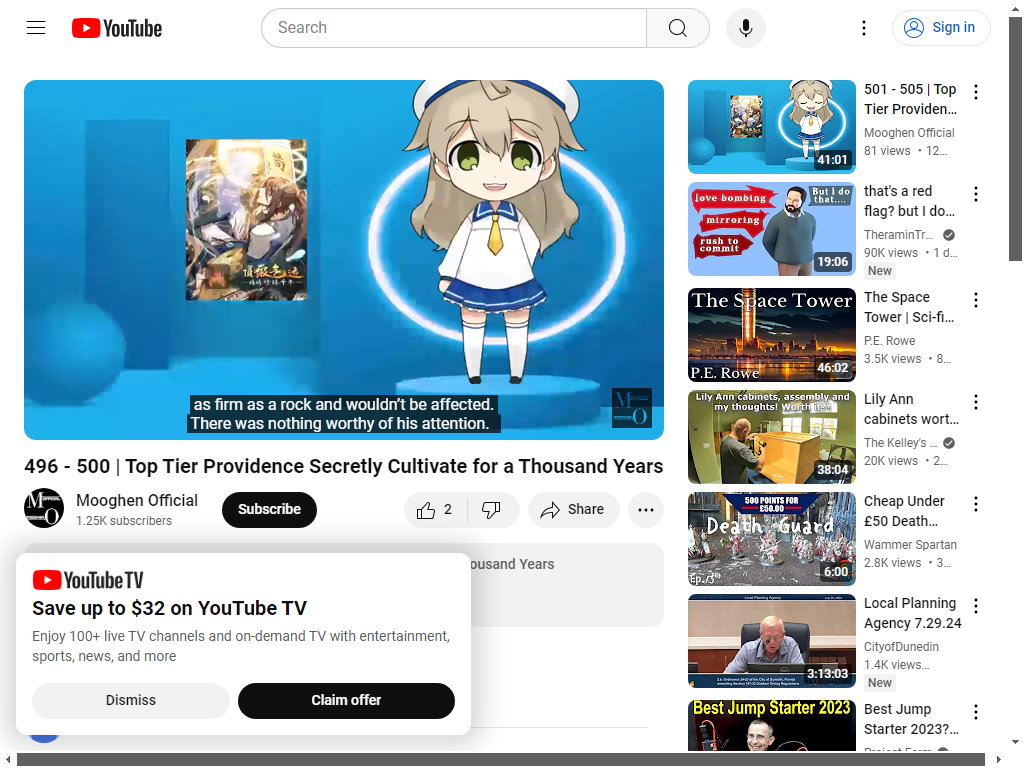 YouTube
Search
Sign in
as firm as a rock and wouldn't be affected.
There was nothing worthy of his attention.
496 - 500 | Top Tier Providence Secretly Cultivate for a Thousand Years
Mooghen Official
1.25K subscribers
Subscribe
2
Share
ousand Years
YouTube TV
Save up to $32 on YouTube TV
Enjoy 100+ live TV channels and on-demand TV with entertainment,
sports, news, and more
Dismiss
Claim offer
41:01
501 - 505 | Top
Tier Providen...
Mooghen Official
81 views • 12...
love bombing
mirroring
rush to
commit
But I do
that....
19:06
that's a red
flag? but I do...
TheraminTr...
90K views • 1 d...
New
The Space Tower
P.E. Rowe
46:02
The Space
Tower | Sci-fi...
P.E. Rowe
3.5K views • 8...
Lily Ann cabinets, assembly and
my thoughts! Worth it??
38:04
Lily Ann
cabinets wort...
The Kelley's ...
20K views • 2...
500 POINTS FOR
£50.00
Death Guard
Ep./3
6:00
Cheap Under
£50 Death...
Wammer Spartan
2.8K views • 3...
Local Planning Agency
3:13:03
Local Planning
Agency 7.29.24
CityofDunedin
1.4K views...
New
Best Jump Starter 2023
Best Jump
Starter 2023?...
Project Farm